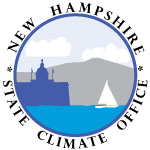 * NEW HAMPSHIRE *
STATE CLIMATE OFFICE